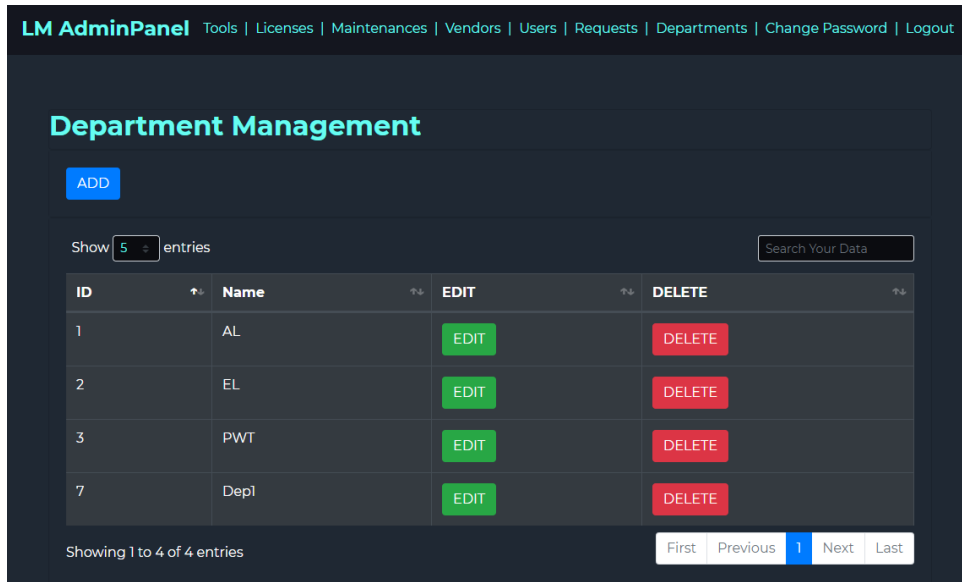 LM AdminPanel Tools | Licenses | Maintenances | Vendors | Users | Requests | Departments | Change Password | Logout
Department Management
ADD
Show 5 entries Search Your Data
ID Name EDIT DELETE
1 AL EDIT DELETE
2 EL EDIT DELETE
3 PWT EDIT DELETE
7 Dep1 EDIT DELETE
Showing 1 to 4 of 4 entries First Previous 1 Next Last